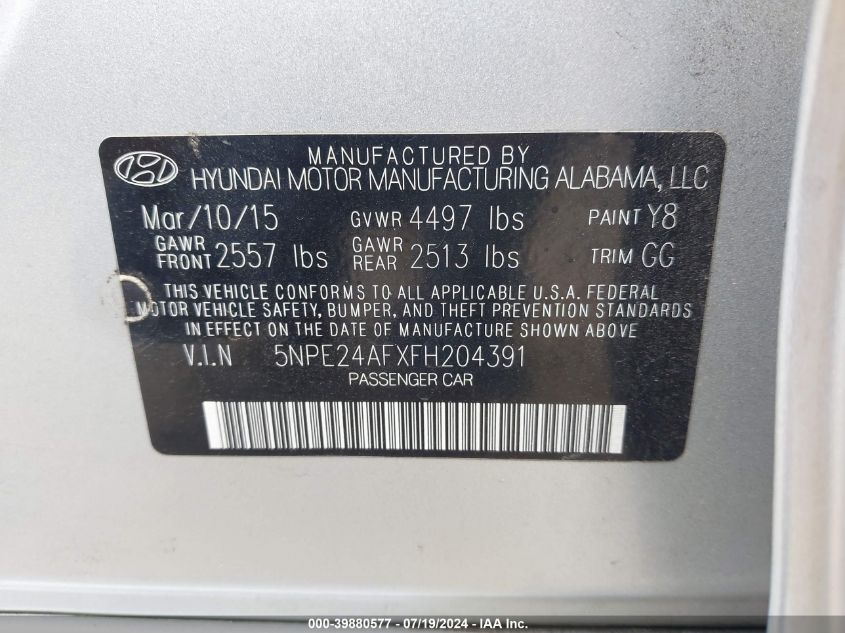 MANUFACTURED BY
HYUNDAI MOTOR MANUFACTURING ALABAMA, LLC
Mar/10/15 GVWR 4497 lbs PAINT Y8
GAWR FRONT 2557 lbs GAWR REAR 2513 lbs TRIM GG
THIS VEHICLE CONFORMS TO ALL APPLICABLE U.S.A. FEDERAL
MOTOR VEHICLE SAFETY, BUMPER, AND THEFT PREVENTION STANDARDS
IN EFFECT ON THE DATE OF MANUFACTURE SHOWN ABOVE
V.I.N 5NPE24AFXFH204391
PASSENGER CAR
000-39880577 - 07/19/2024 - IAA Inc.